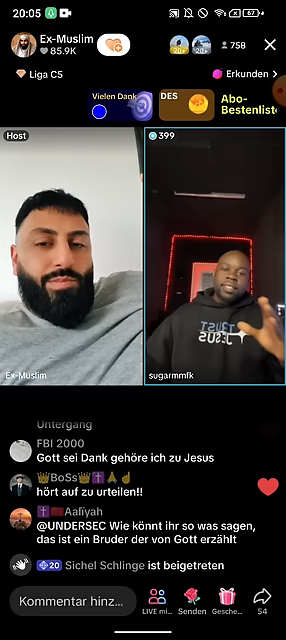 20:05
67
Ex-Muslim
85.9K
20+
20+
758
Liga C5
Erkunden
Vielen Dank
DES
Abo-
Bestenliste
Host
399
TRUST
JESUS
Ex-Muslim
sugarmmfk
Untergang
FBI 2000
Gott sei Dank gehöre ich zu Jesus
BoSs
hört auf zu urteilen!!
Aaliyah
@UNDERSEC Wie könnt ihr so was sagen,
das ist ein Bruder der von Gott erzählt
20 Sichel Schlinge ist beigetreten
Kommentar hinz...
LIVE mi...
Senden
Gesche...
54